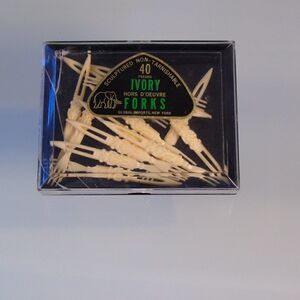 SCULPTURED NON-TARNISHABLE
40
IVORY
HORS D'OEUVRE
FORKS
GLOBAL IMPORTS, NEW YORK